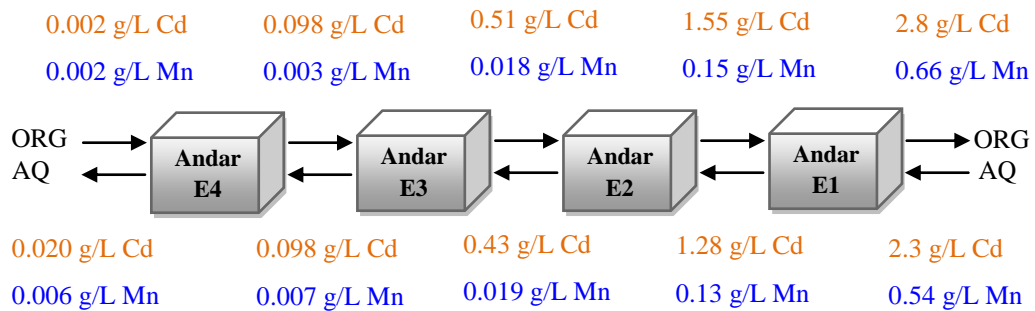 0.002 g/L Cd 0.098 g/L Cd 0.51 g/L Cd 1.55 g/L Cd 2.8 g/L Cd
0.002 g/L Mn 0.003 g/L Mn 0.018 g/L Mn 0.15 g/L Mn 0.66 g/L Mn
ORG Andar Andar Andar Andar ORG
AQ E4 E3 E2 E1 AQ
0.020 g/L Cd 0.098 g/L Cd 0.43 g/L Cd 1.28 g/L Cd 2.3 g/L Cd
0.006 g/L Mn 0.007 g/L Mn 0.019 g/L Mn 0.13 g/L Mn 0.54 g/L Mn